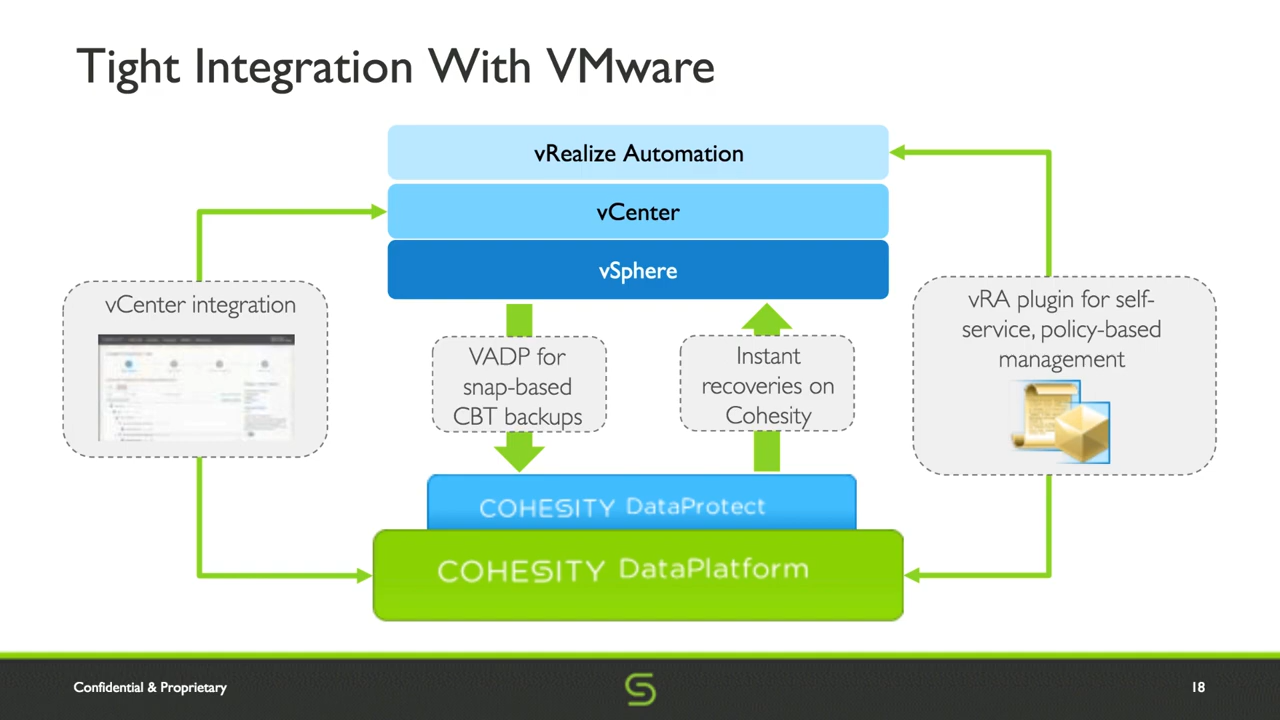 Tight Integration With VMware
vRealize Automation
vCenter
vSphere
vCenter integration
VADP for
snap-based
CBT backups
Instant
recoveries on
Cohesity
vRA plugin for self-
service, policy-based
management
COHESITY DataProtect
COHESITY DataPlatform
Confidential & Proprietary
18